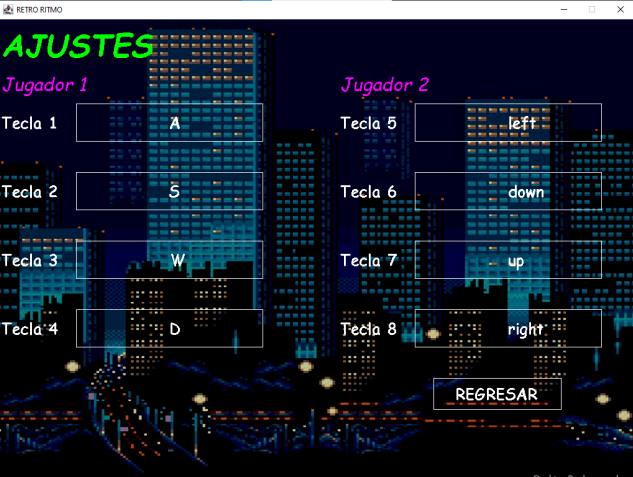 RETRO RITMO
AJUSTES
Jugador 1
Jugador 2
Tecla 1 A
Tecla 5 left
Tecla 2 S
Tecla 6 down
Tecla 3 W
Tecla 7 up
Tecla 4 D
Tecla 8 right
REGRESAR